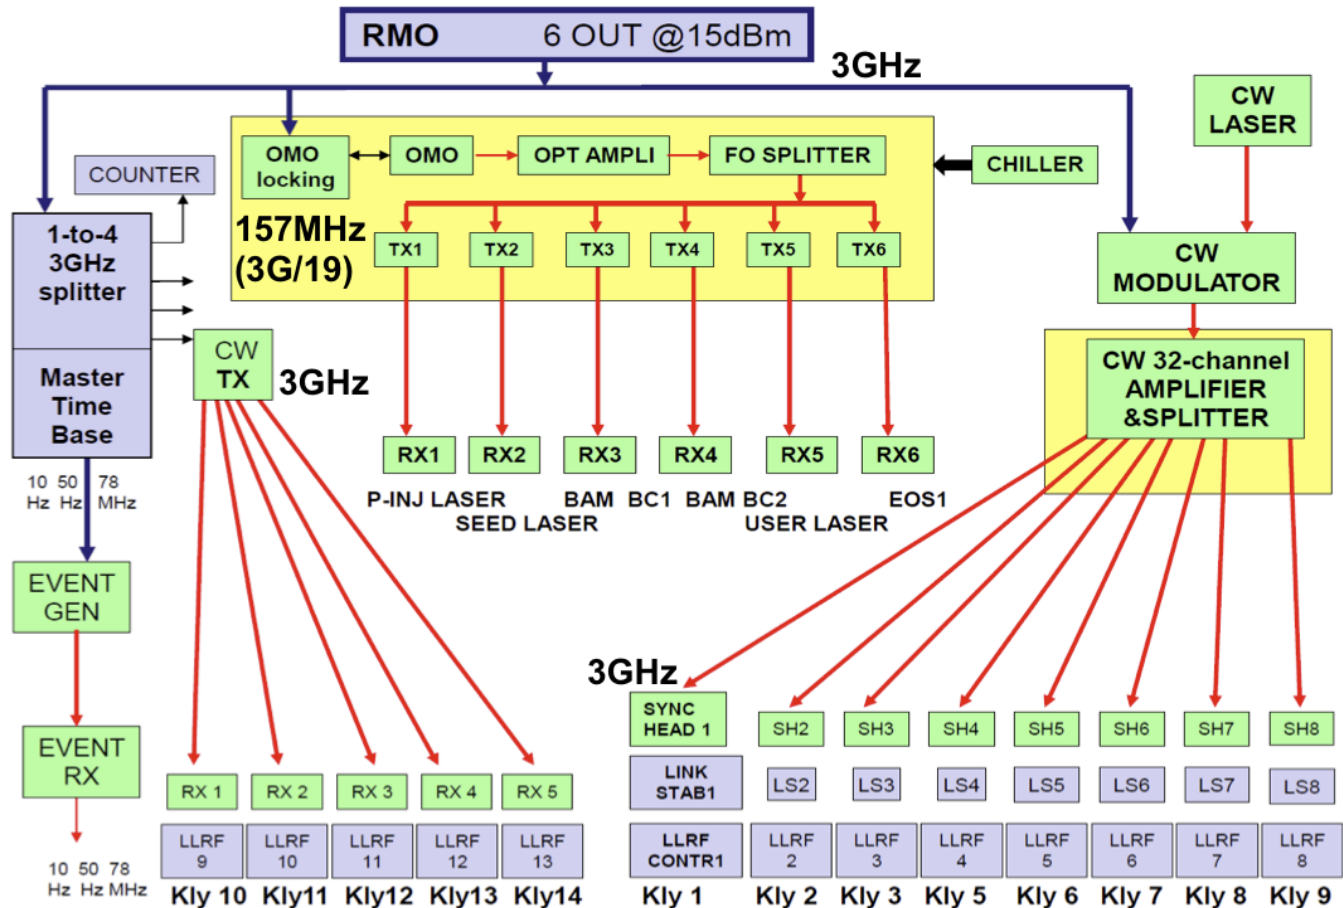 RMO 6 OUT @15dBm
3GHz
CW
LASER
COUNTER
OMO
locking
OMO
OPT AMPLI
FO SPLITTER
CHILLER
157MHz
(3G/19)
TX1 TX2 TX3 TX4 TX5 TX6
1-to-4
3GHz
splitter
Master
Time
Base
CW
MODULATOR
CW
TX
3GHz
CW 32-channel
AMPLIFIER
&SPLITTER
RX1 RX2 RX3 RX4 RX5 RX6
P-INJ LASER BAM BC1 BAM BC2 EOS1
SEED LASER USER LASER
10 50 78
Hz Hz MHz
EVENT
GEN
EVENT
RX
10 50 78
Hz Hz MHz
RX 1 RX 2 RX 3 RX 4 RX 5
LLRF LLRF LLRF LLRF LLRF
9 10 11 12 13
Kly 10 Kly11 Kly12 Kly13 Kly14
3GHz
SYNC
HEAD 1
SH2 SH3 SH4 SH5 SH6 SH7 SH8
LINK
STAB1
LS2 LS3 LS4 LS5 LS6 LS7 LS8
LLRF
CONTR1
LLRF LLRF LLRF LLRF LLRF LLRF LLRF
2 3 4 5 6 7 8
Kly 1 Kly 2 Kly 3 Kly 5 Kly 6 Kly 7 Kly 8 Kly 9